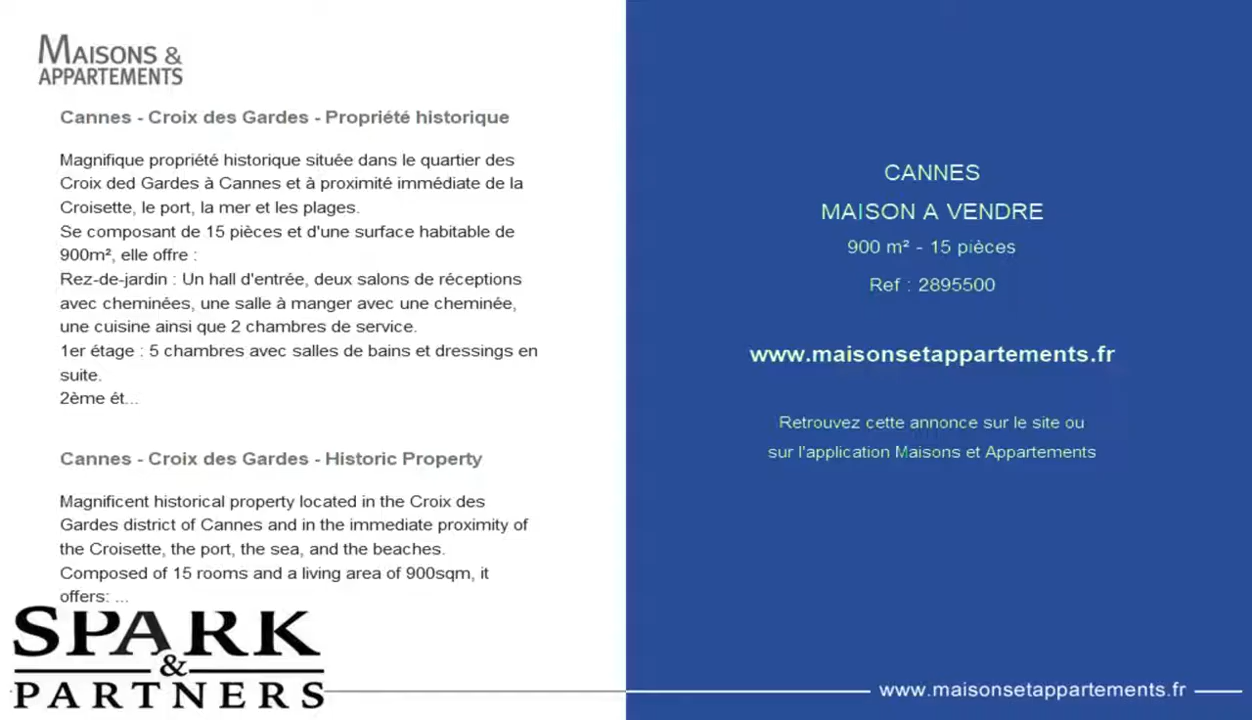 MAISONS &
APPARTEMENTS
Cannes - Croix des Gardes - Propriété historique
Magnifique propriété historique située dans le quartier des
Croix ded Gardes à Cannes et à proximité immédiate de la
Croisette, le port, la mer et les plages.
Se composant de 15 pièces et d'une surface habitable de
900m², elle offre :
Rez-de-jardin : Un hall d'entrée, deux salons de réceptions
avec cheminées, une salle à manger avec une cheminée,
une cuisine ainsi que 2 chambres de service.
1er étage : 5 chambres avec salles de bains et dressings en
suite.
2ème ét...
Cannes - Croix des Gardes - Historic Property
Magnificent historical property located in the Croix des
Gardes district of Cannes and in the immediate proximity of
the Croisette, the port, the sea, and the beaches.
Composed of 15 rooms and a living area of 900sqm, it
offers: ...
SPARK
&
PARTNERS
CANNES
MAISON A VENDRE
900 m² - 15 pièces
Ref : 2895500
www.maisonsetappartements.fr
Retrouvez cette annonce sur le site ou
sur l'application Maisons et Appartements
www.maisonsetappartements.fr